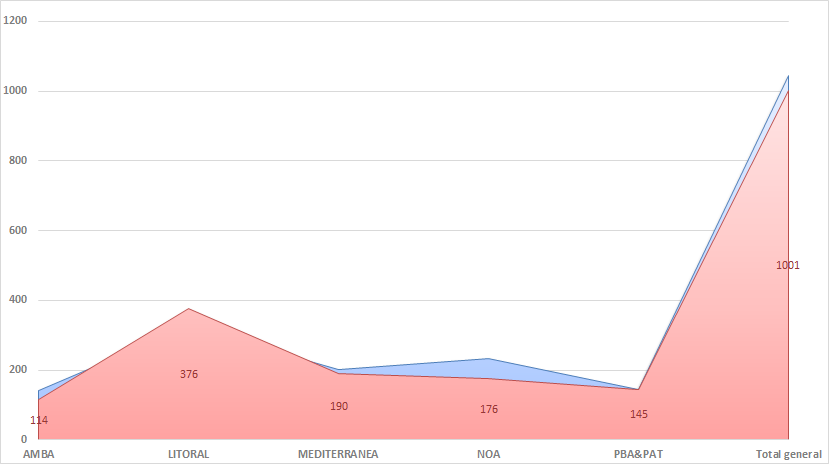 1200
1000
800
600
400
200
0
114
376
190
176
145
1001
AMBA
LITORAL
MEDITERRANEA
NOA
PBA&PAT
Total general